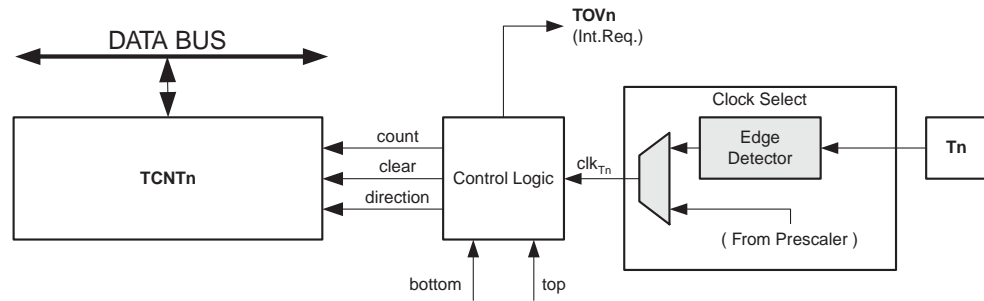 TOVn
(Int.Req.)
DATA BUS
Clock Select
count
Edge
Detector
Tn
TCNTn
clear
Control Logic
clkTn
direction
( From Prescaler )
bottom
top